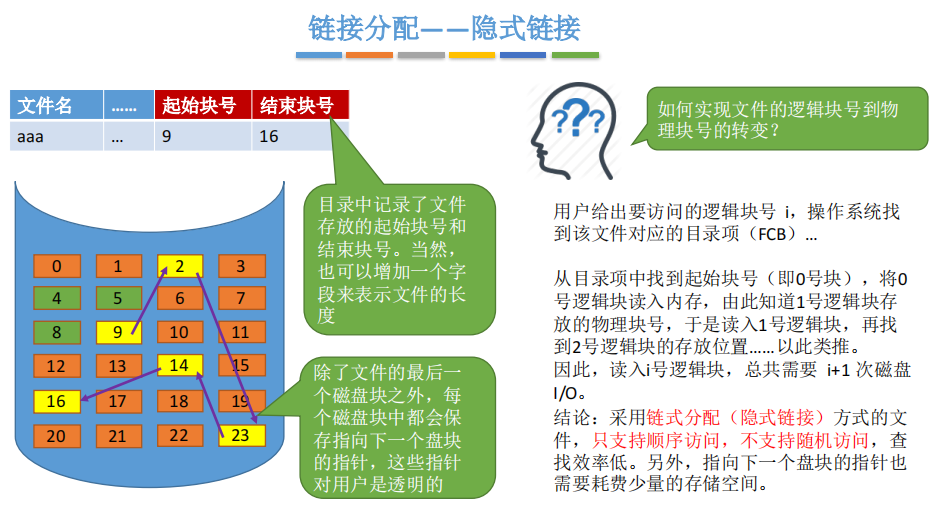 链接分配——隐式链接
文件名 …… 起始块号 结束块号
aaa … 9 16
???
如何实现文件的逻辑块号到物
理块号的转变？
目录中记录了文件
存放的起始块号和
结束块号。当然，
也可以增加一个字
段来表示文件的长
度
0 1 2 3
4 5 6 7
8 9 10 11
12 13 14 15
16 17 18 19
20 21 22 23
除了文件的最后一
个磁盘块之外，每
个磁盘块中都会保
存指向下一个盘块
的指针，这些指针
对用户是透明的
用户给出要访问的逻辑块号 i，操作系统找
到该文件对应的目录项（FCB）…
从目录项中找到起始块号（即0号块），将0
号逻辑块读入内存，由此知道1号逻辑块存
放的物理块号，于是读入1号逻辑块，再找
到2号逻辑块的存放位置……以此类推。
因此，读入i号逻辑块，总共需要 i+1 次磁盘
I/O。
结论：采用链式分配（隐式链接）方式的文
件，只支持顺序访问，不支持随机访问，查
找效率低。另外，指向下一个盘块的指针也
需要耗费少量的存储空间。